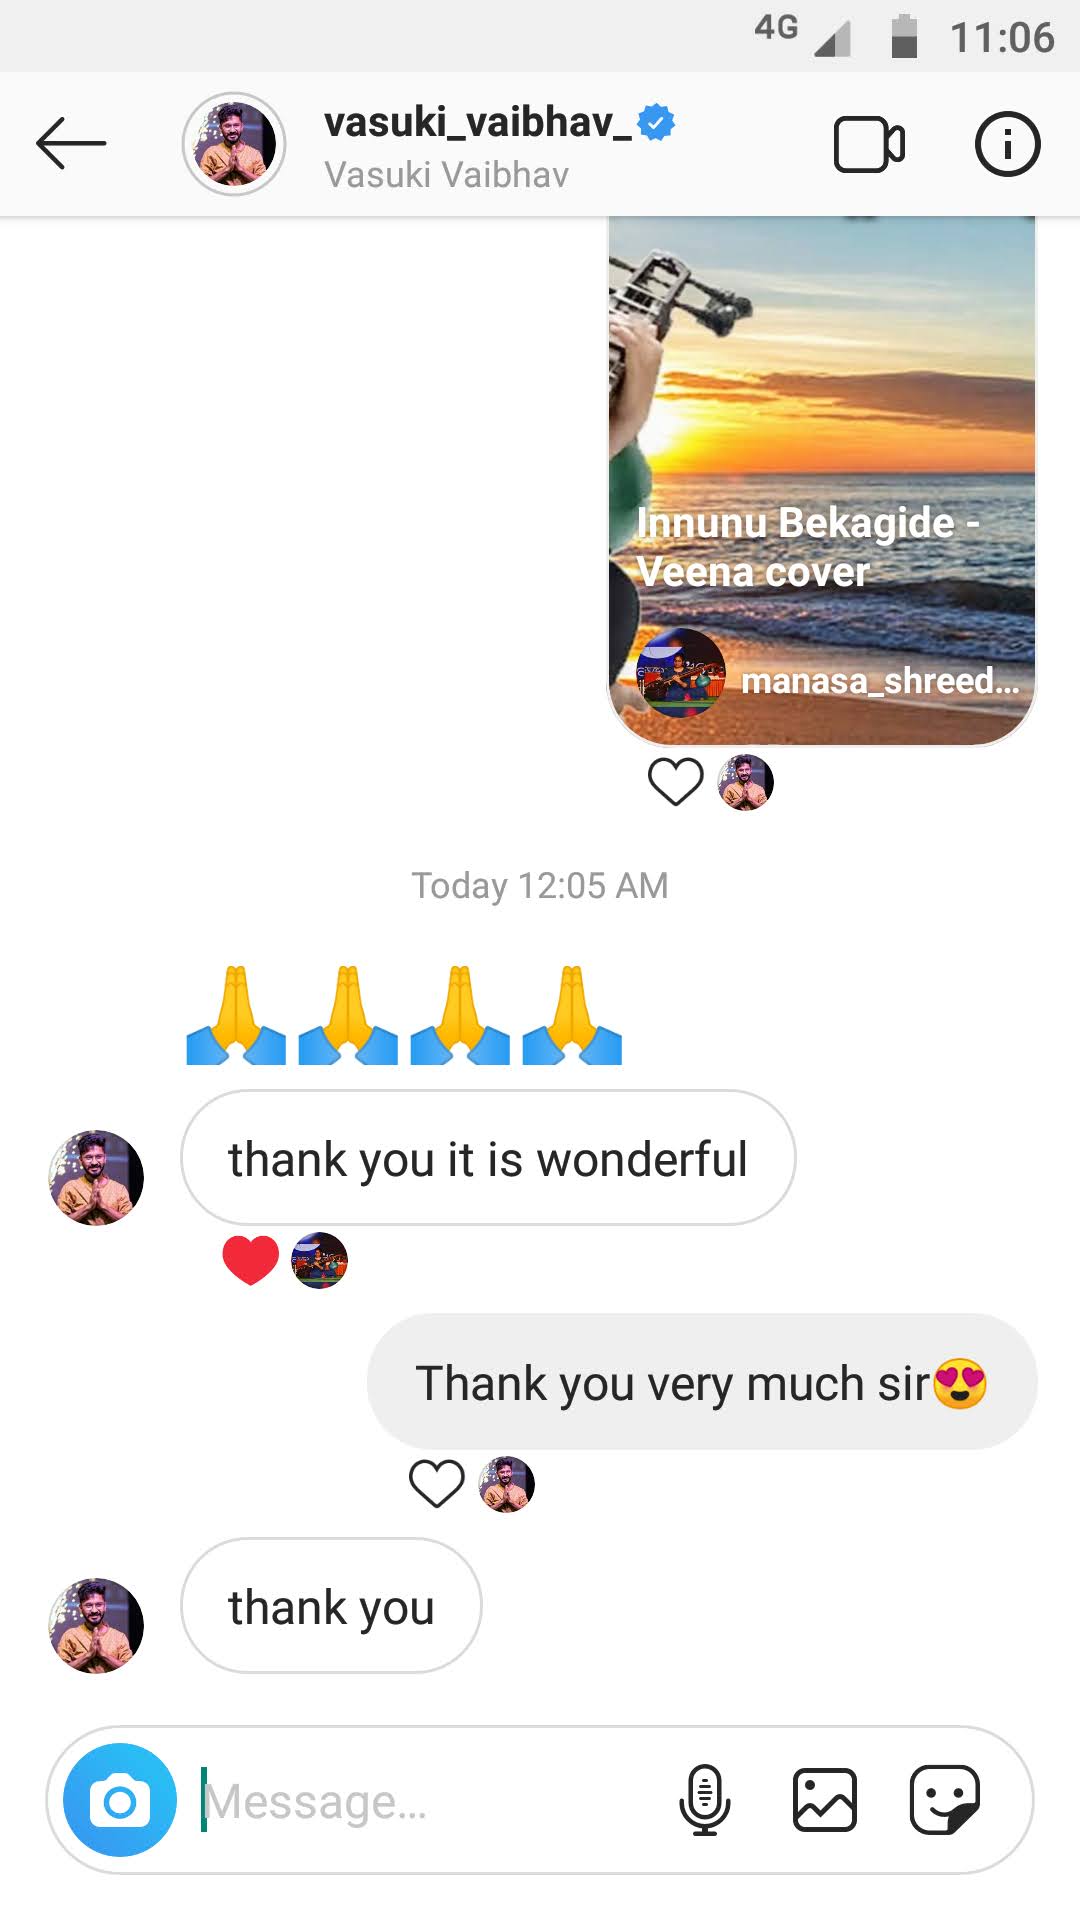 4G 11:06
vasuki_vaibhav_
Vasuki Vaibhav
Innunu Bekagide -
Veena cover
manasa_shreed...
Today 12:05 AM
🙏🙏🙏🙏
thank you it is wonderful
Thank you very much sir😍
thank you
Message...